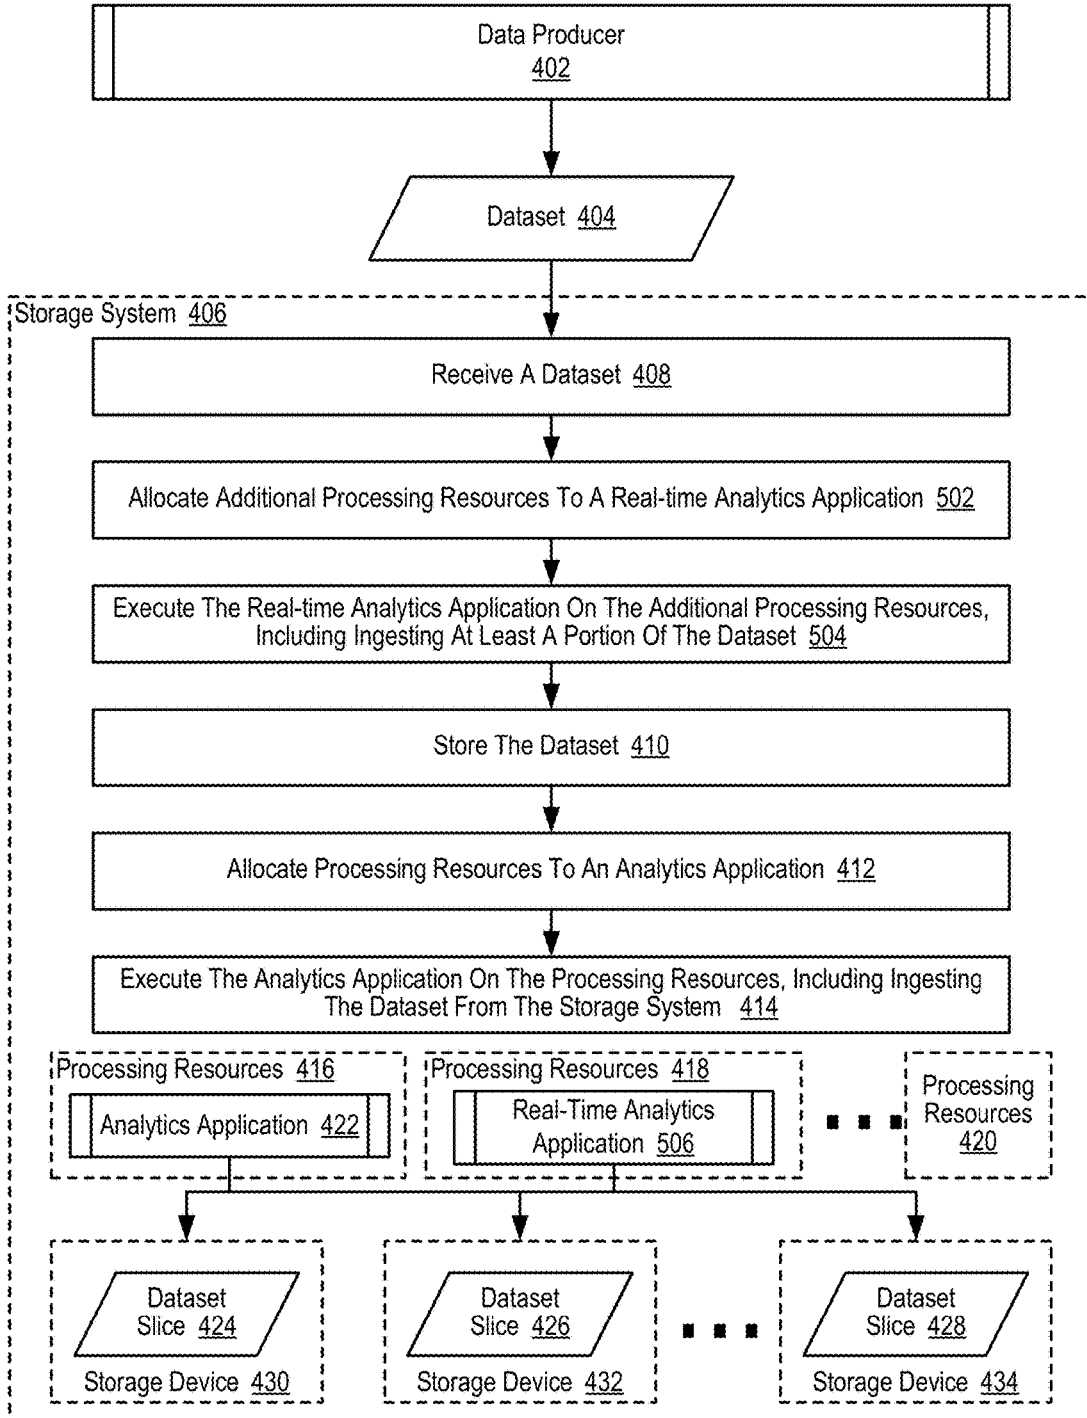 Data Producer
402
Dataset 404
Storage System 406
Receive A Dataset 408
Allocate Additional Processing Resources To A Real-time Analytics Application 502
Execute The Real-time Analytics Application On The Additional Processing Resources,
Including Ingesting At Least A Portion Of The Dataset 504
Store The Dataset 410
Allocate Processing Resources To An Analytics Application 412
Execute The Analytics Application On The Processing Resources, Including Ingesting
The Dataset From The Storage System 414
Processing Resources 416
Analytics Application 422
Processing Resources 418
Real-Time Analytics
Application 506
Processing
Resources
420
Dataset
Slice 424
Storage Device 430
Dataset
Slice 426
Storage Device 432
Dataset
Slice 428
Storage Device 434